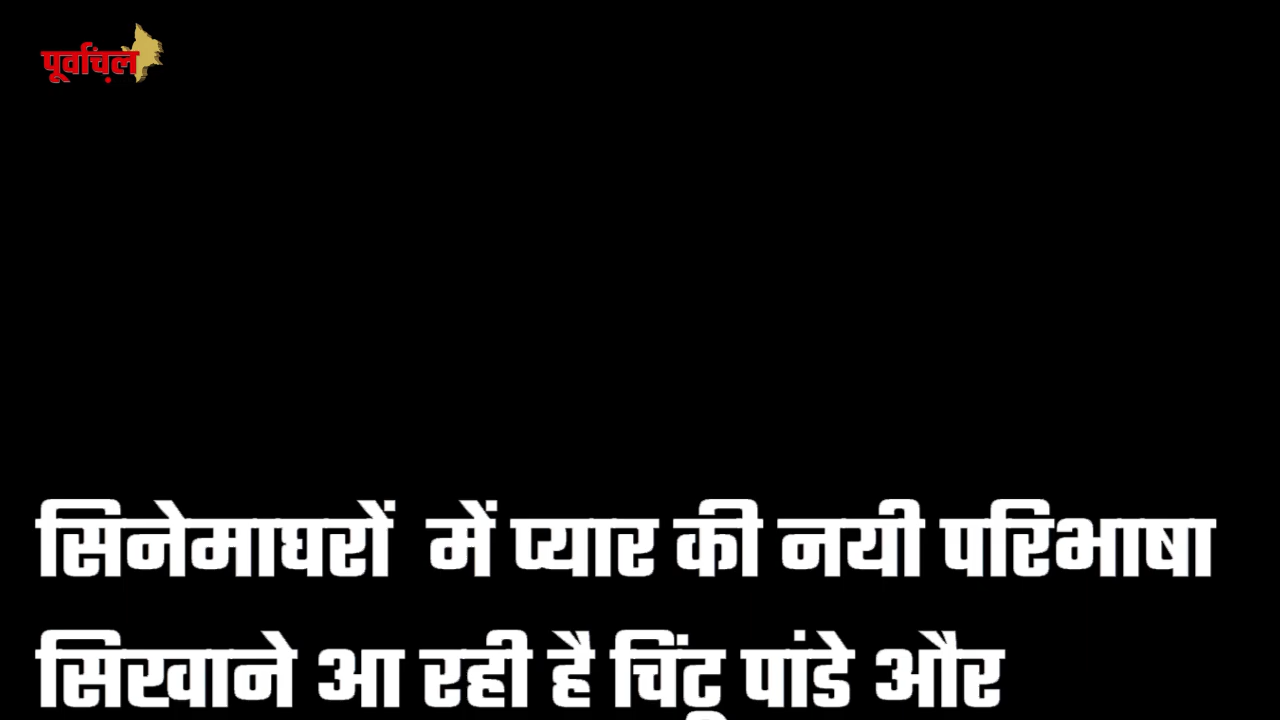 पूर्वांचल
सिनेमाघरों में प्यार की नयी परिभाषा
सिखाने आ रही है चिंटू पांडे और